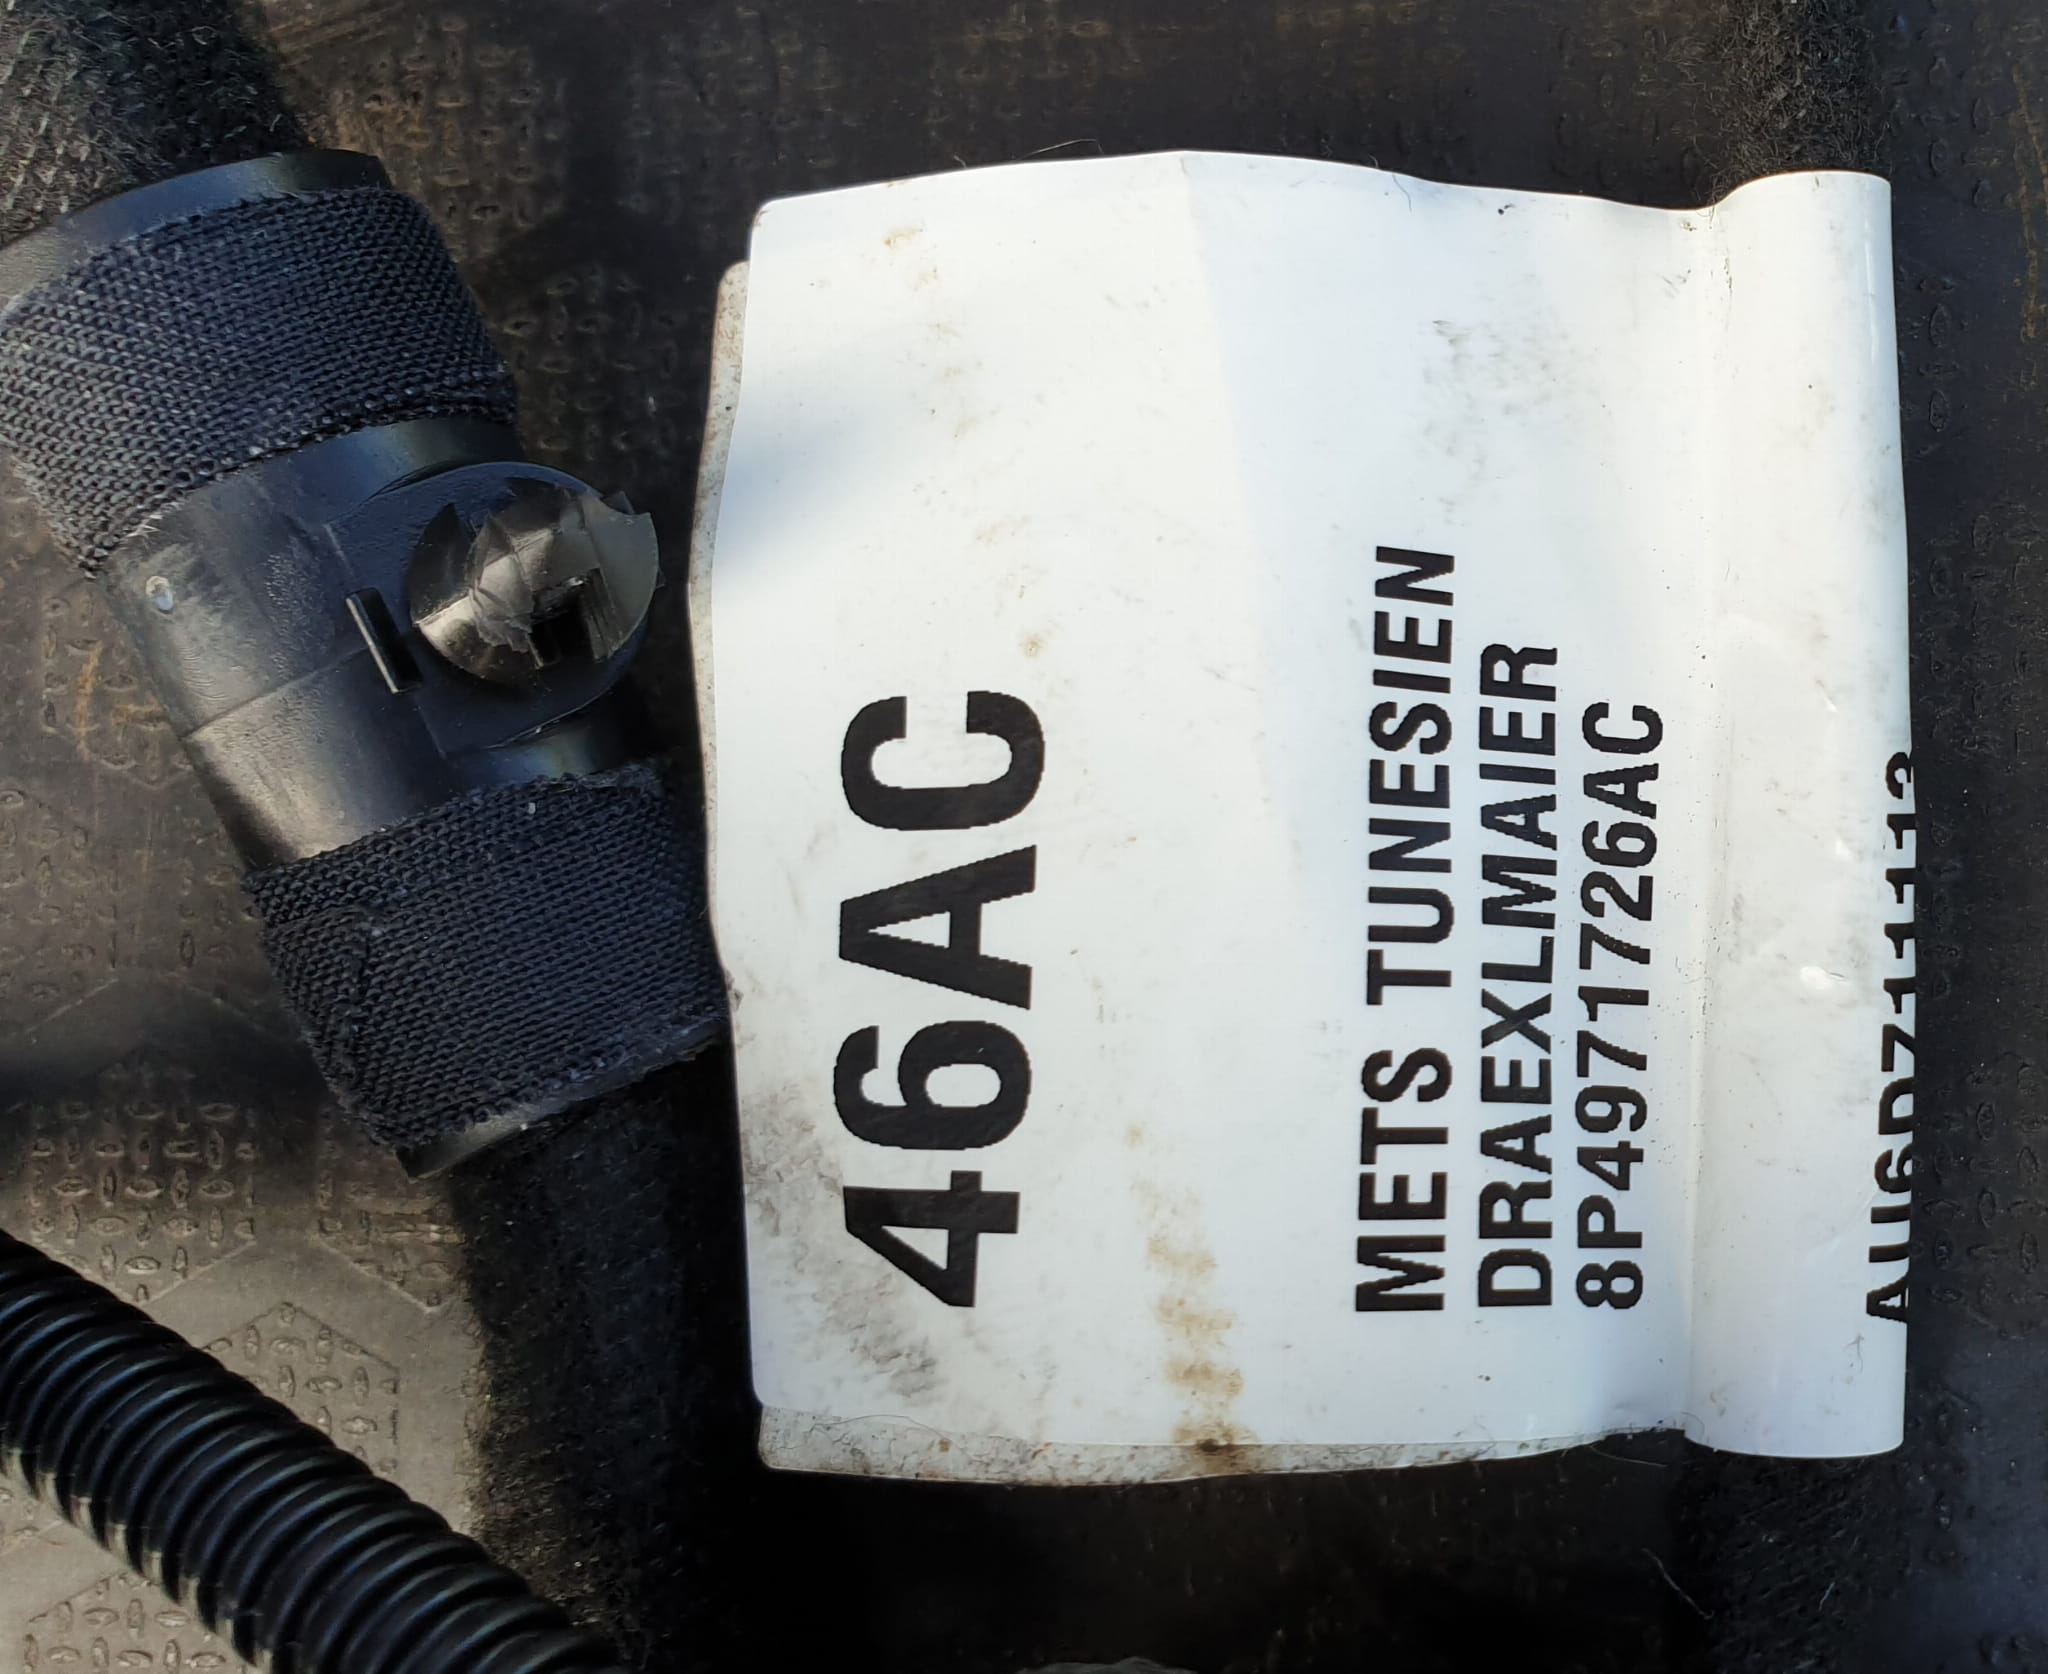 46AC
METS TUNESIEN
DRAEXLMAIER
8P4971726AC